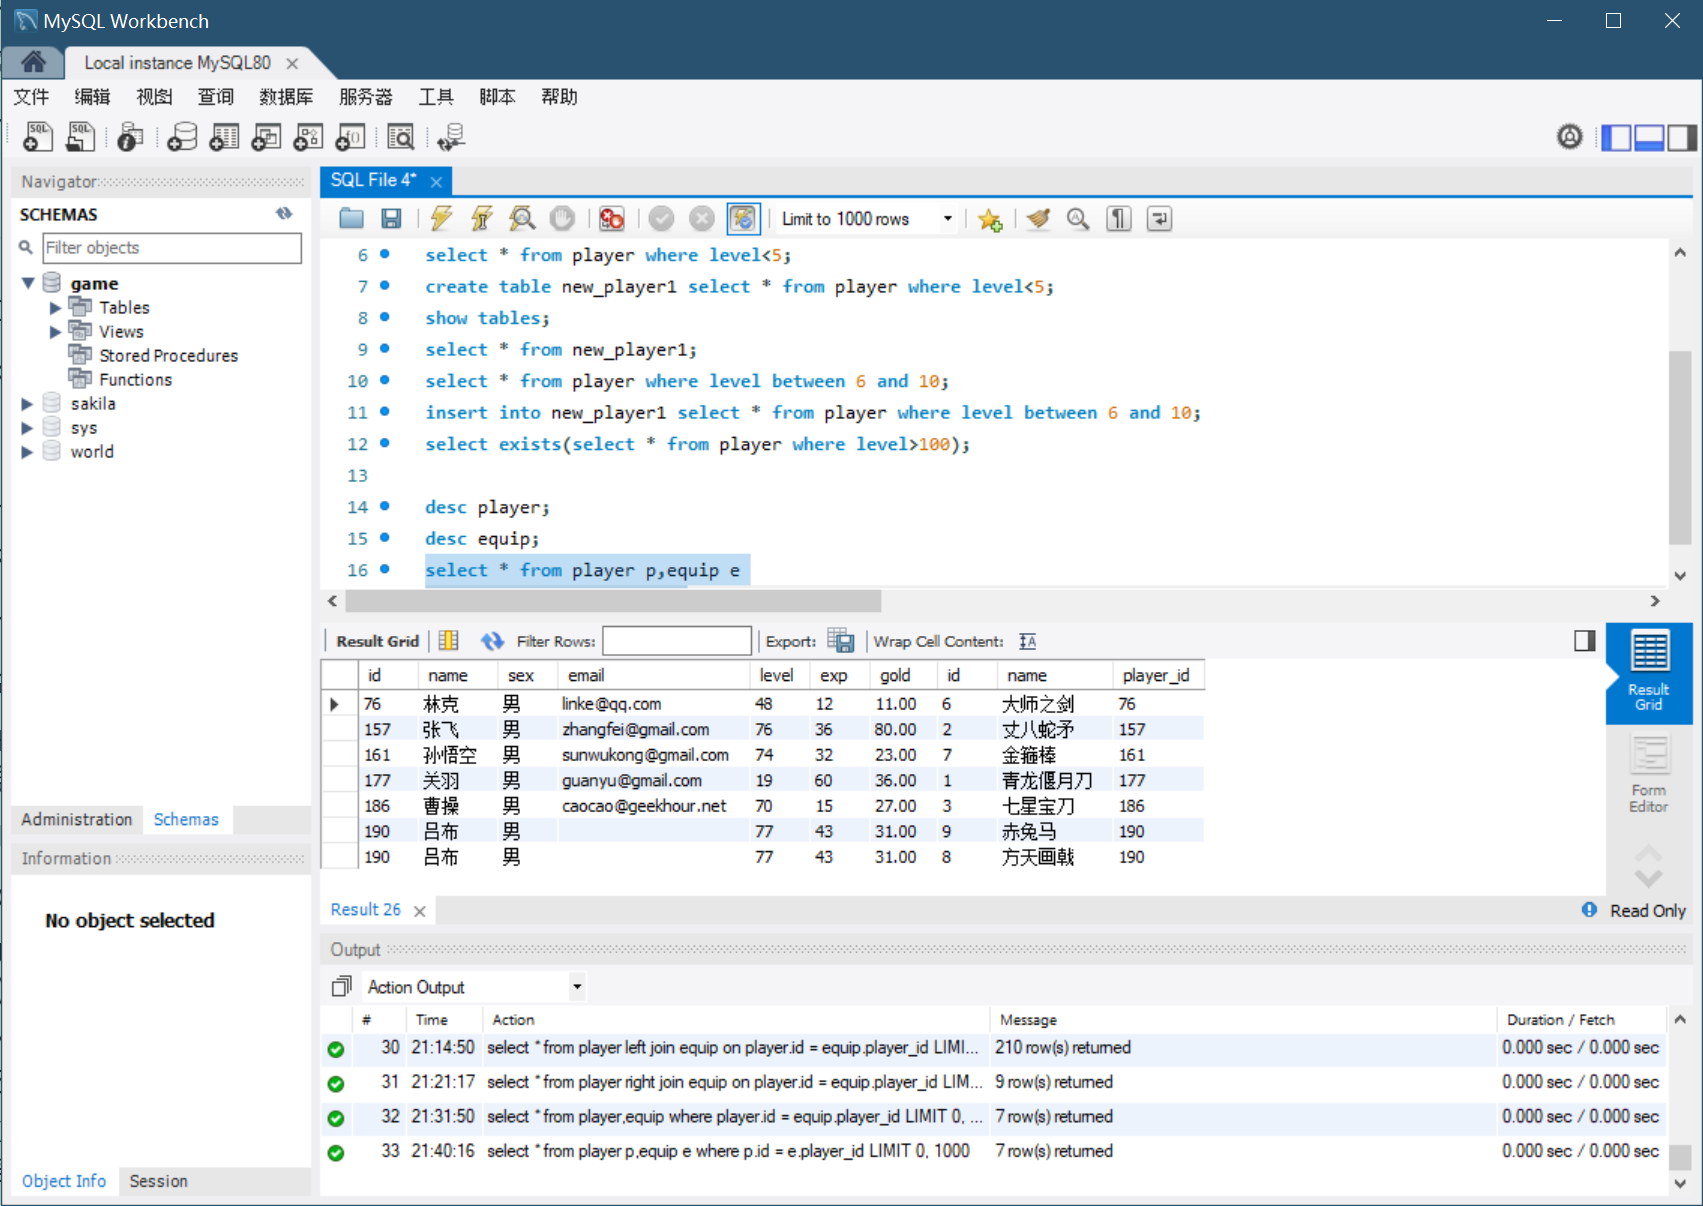 MySQL Workbench
Local instance MySQL80
文件 编辑 视图 查询 数据库 服务器 工具 脚本 帮助
Navigator
SCHEMAS
Filter objects
game
Tables
Views
Stored Procedures
Functions
sakila
sys
world
Administration Schemas
Information
No object selected
Object Info Session
SQL File 4*
Limit to 1000 rows
6 select * from player where level<5;
7 create table new_player1 select * from player where level<5;
8 show tables;
9 select * from new_player1;
10 select * from player where level between 6 and 10;
11 insert into new_player1 select * from player where level between 6 and 10;
12 select exists(select * from player where level>100);
13
14 desc player;
15 desc equip;
16 select * from player p,equip e
Result Grid Filter Rows: Export: Wrap Cell Content:
id name sex email level exp gold id name player_id
76 林克 男 linke@qq.com 48 12 11.00 6 大师之剑 76
157 张飞 男 zhangfei@gmail.com 76 36 80.00 2 丈八蛇矛 157
161 孙悟空 男 sunwukong@gmail.com 74 32 23.00 7 金箍棒 161
177 关羽 男 guanyu@gmail.com 19 60 36.00 1 青龙偃月刀 177
186 曹操 男 caocao@geekhour.net 70 15 27.00 3 七星宝刀 186
190 吕布 男 77 43 31.00 9 赤兔马 190
190 吕布 男 77 43 31.00 8 方天画戟 190
Result
Grid
Form
Editor
Result 26
Read Only
Output
Action Output
# Time Action Message Duration / Fetch
30 21:14:50 select * from player left join equip on player.id = equip.player_id LIMI... 210 row(s) returned 0.000 sec / 0.000 sec
31 21:21:17 select * from player right join equip on player.id = equip.player_id LIM... 9 row(s) returned 0.000 sec / 0.000 sec
32 21:31:50 select * from player,equip where player.id = equip.player_id LIMIT 0, ... 7 row(s) returned 0.000 sec / 0.000 sec
33 21:40:16 select * from player p,equip e where p.id = e.player_id LIMIT 0, 1000 7 row(s) returned 0.000 sec / 0.000 sec